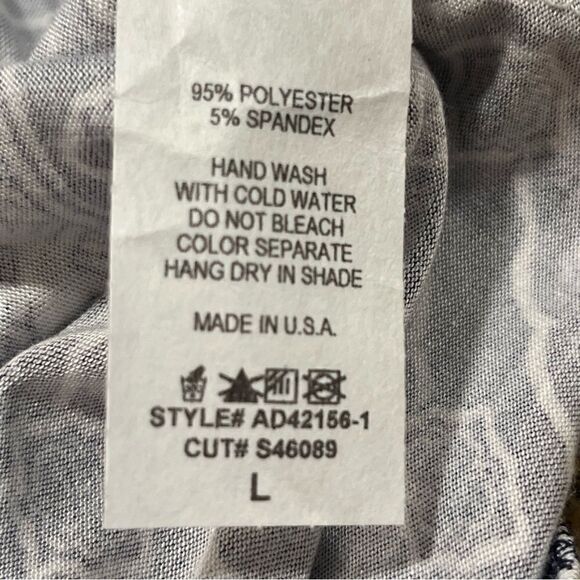 95% POLYESTER
5% SPANDEX
HAND WASH
WITH COLD WATER
DO NOT BLEACH
COLOR SEPARATE
HANG DRY IN SHADE
MADE IN U.S.A.
STYLE# AD42156-1
CUT# S46089
L